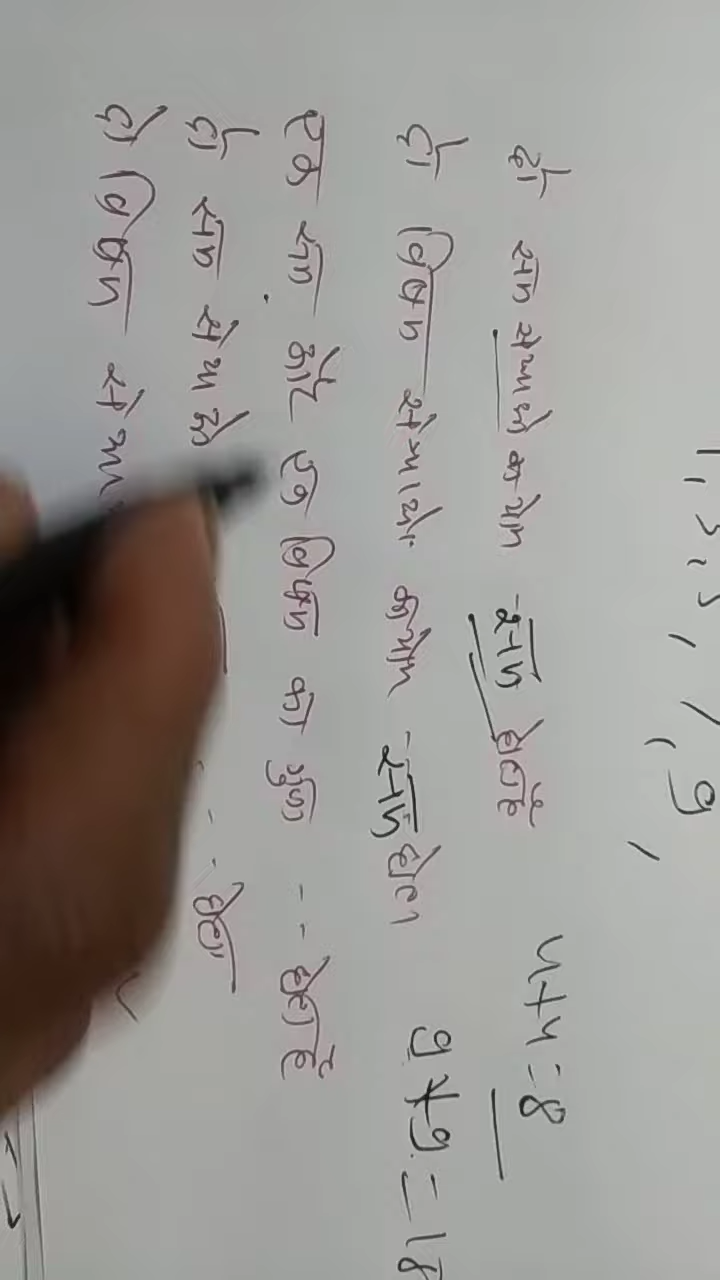 1, 3, 5, 7, 9,
दो सम संख्याओ का योग सम होता है 4+4=8
दो विषम संख्याओ का योग सम होता 9+9=18
एक सम और एक विषम का गुणा -- होता है
दो सम संख्याओ -- होता
दो विषम